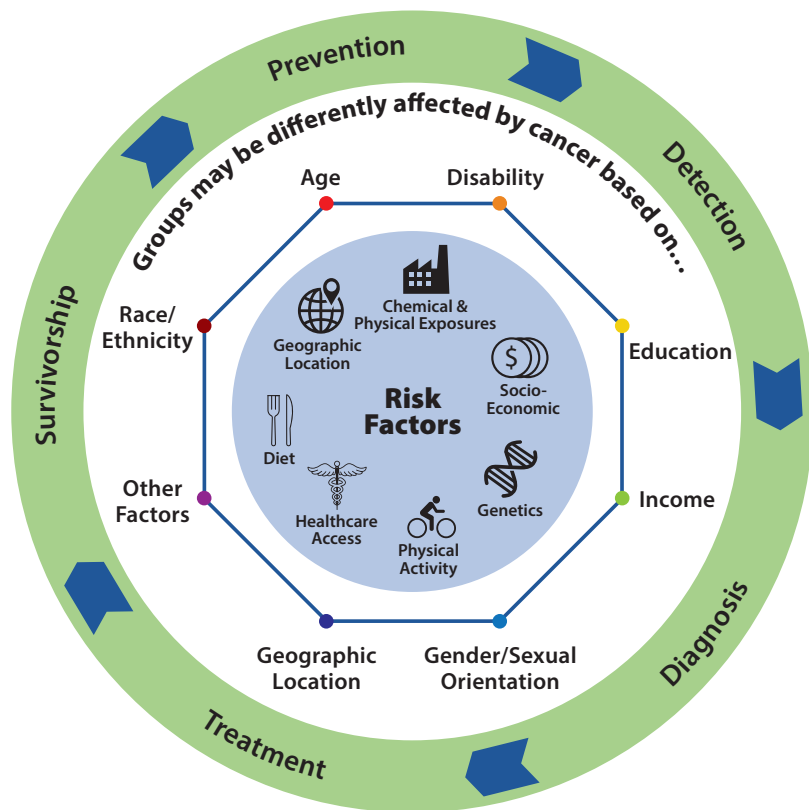 Prevention
Detection
Diagnosis
Treatment
Survivorship
Groups may be differently affected by cancer based on...
Age
Disability
Education
Income
Gender/Sexual
Orientation
Geographic
Location
Other
Factors
Race/
Ethnicity
Risk
Factors
Chemical &
Physical Exposures
$
Socio-
Economic
Genetics
Physical
Activity
Healthcare
Access
Diet
Geographic
Location